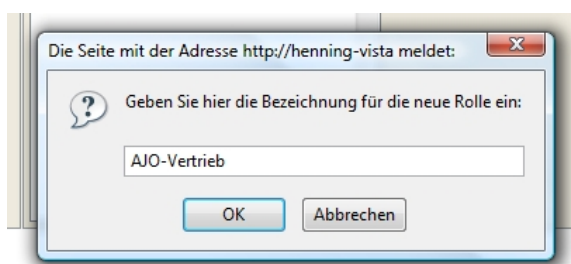 Die Seite mit der Adresse http://henning-vista meldet:
Geben Sie hier die Bezeichnung für die neue Rolle ein:
AJO-Vertrieb
OK
Abbrechen